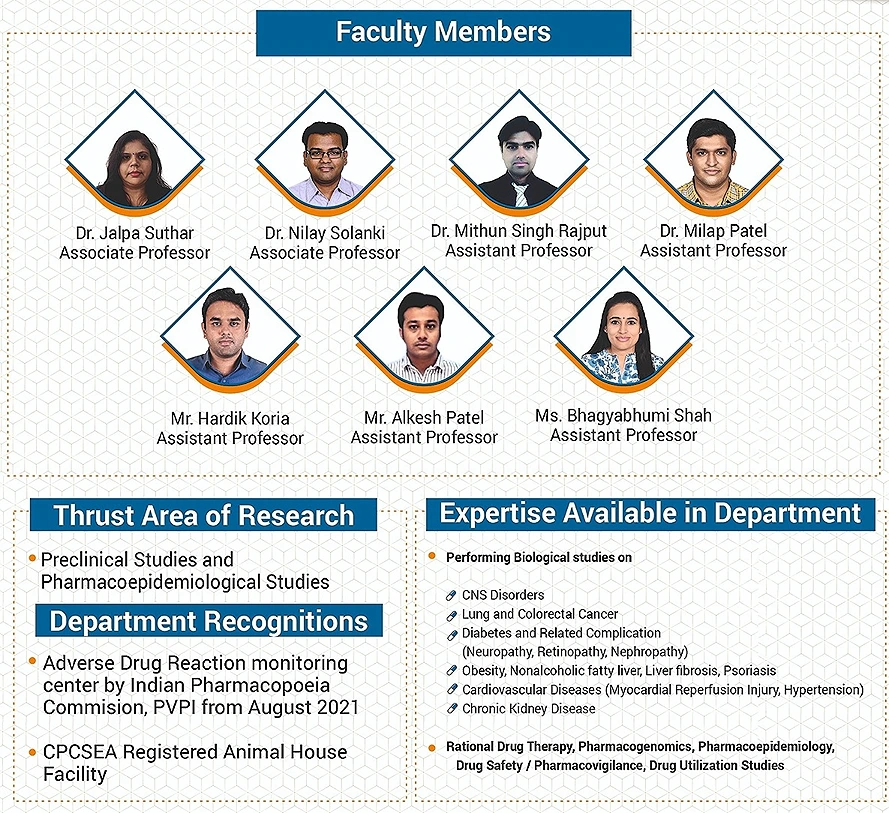 Faculty Members
Dr. Jalpa Suthar
Associate Professor
Dr. Nilay Solanki
Associate Professor
Dr. Mithun Singh Rajput
Assistant Professor
Dr. Milap Patel
Assistant Professor
Mr. Hardik Koria
Assistant Professor
Mr. Alkesh Patel
Assistant Professor
Ms. Bhagyabhumi Shah
Assistant Professor
Thrust Area of Research
Preclinical Studies and
Pharmacoepidemiological Studies
Department Recognitions
Adverse Drug Reaction monitoring
center by Indian Pharmacopoeia
Commision, PVPI from August 2021
CPCSEA Registered Animal House
Facility
Expertise Available in Department
Performing Biological studies on
CNS Disorders
Lung and Colorectal Cancer
Diabetes and Related Complication
(Neuropathy, Retinopathy, Nephropathy)
Obesity, Nonalcoholic fatty liver, Liver fibrosis, Psoriasis
Cardiovascular Diseases (Myocardial Reperfusion Injury, Hypertension)
Chronic Kidney Disease
Rational Drug Therapy, Pharmacogenomics, Pharmacoepidemiology,
Drug Safety / Pharmacovigilance, Drug Utilization Studies